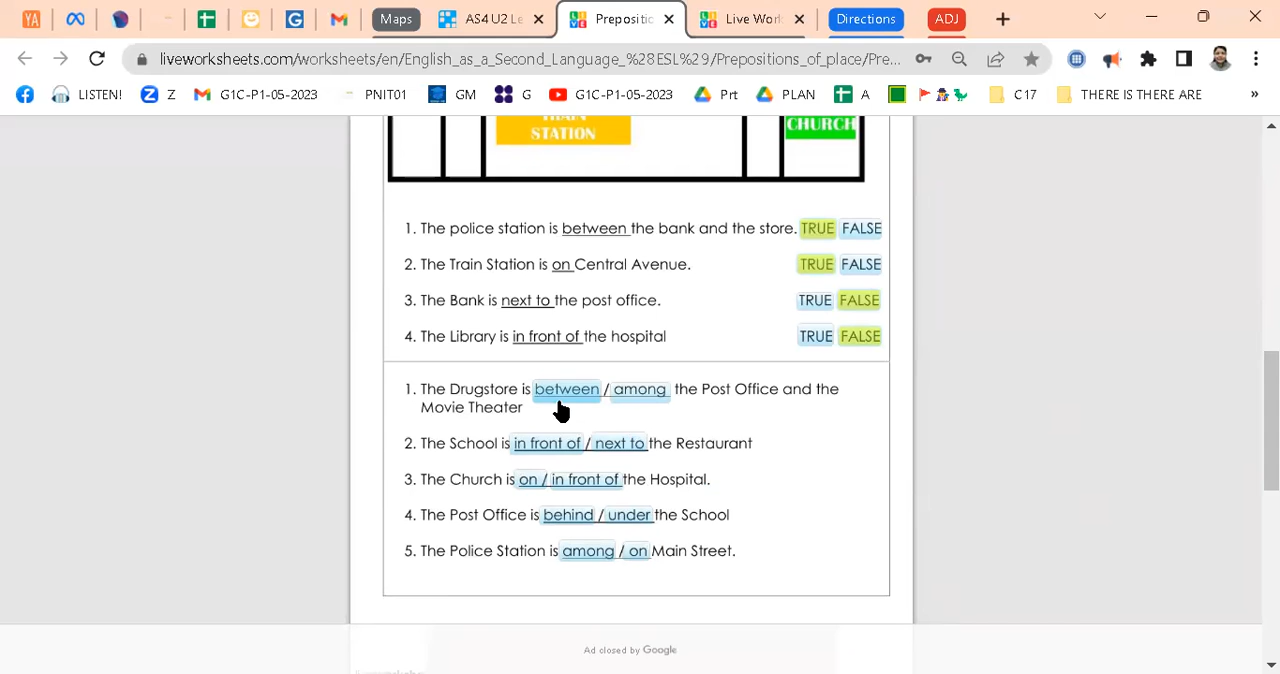 Maps
AS4 U2 Le
Prepositic
Live Worl
Directions
ADJ
liveworksheets.com/worksheets/en/English_as_a_Second_Language_%28ESL%29/Prepositions_of_place/Pre...
LISTEN!
Z
G1C-P1-05-2023
PNIT01
GM
G
G1C-P1-05-2023
Prt
PLAN
A
C17
THERE IS THERE ARE
»
TRAIN
STATION
CHURCH
1. The police station is between the bank and the store. TRUE FALSE
2. The Train Station is on Central Avenue. TRUE FALSE
3. The Bank is next to the post office. TRUE FALSE
4. The Library is in front of the hospital TRUE FALSE
1. The Drugstore is between / among the Post Office and the
Movie Theater
2. The School is in front of / next to the Restaurant
3. The Church is on / in front of the Hospital.
4. The Post Office is behind / under the School
5. The Police Station is among / on Main Street.
Ad closed by Google